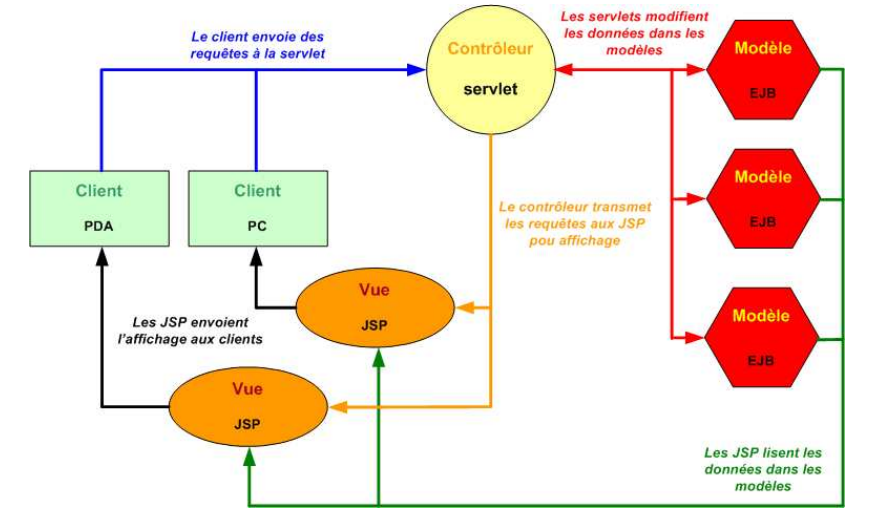 Le client envoie des
requêtes à la servlet
Contrôleur
servlet
Les servlets modifient
les données dans les
modèles
Modèle
EJB
Client
PDA
Client
PC
Modèle
EJB
Le contrôleur transmet
les requêtes aux JSP
pou affichage
Vue
JSP
Modèle
EJB
Les JSP envoient
l'affichage aux clients
Vue
JSP
Les JSP lisent les
données dans les
modèles